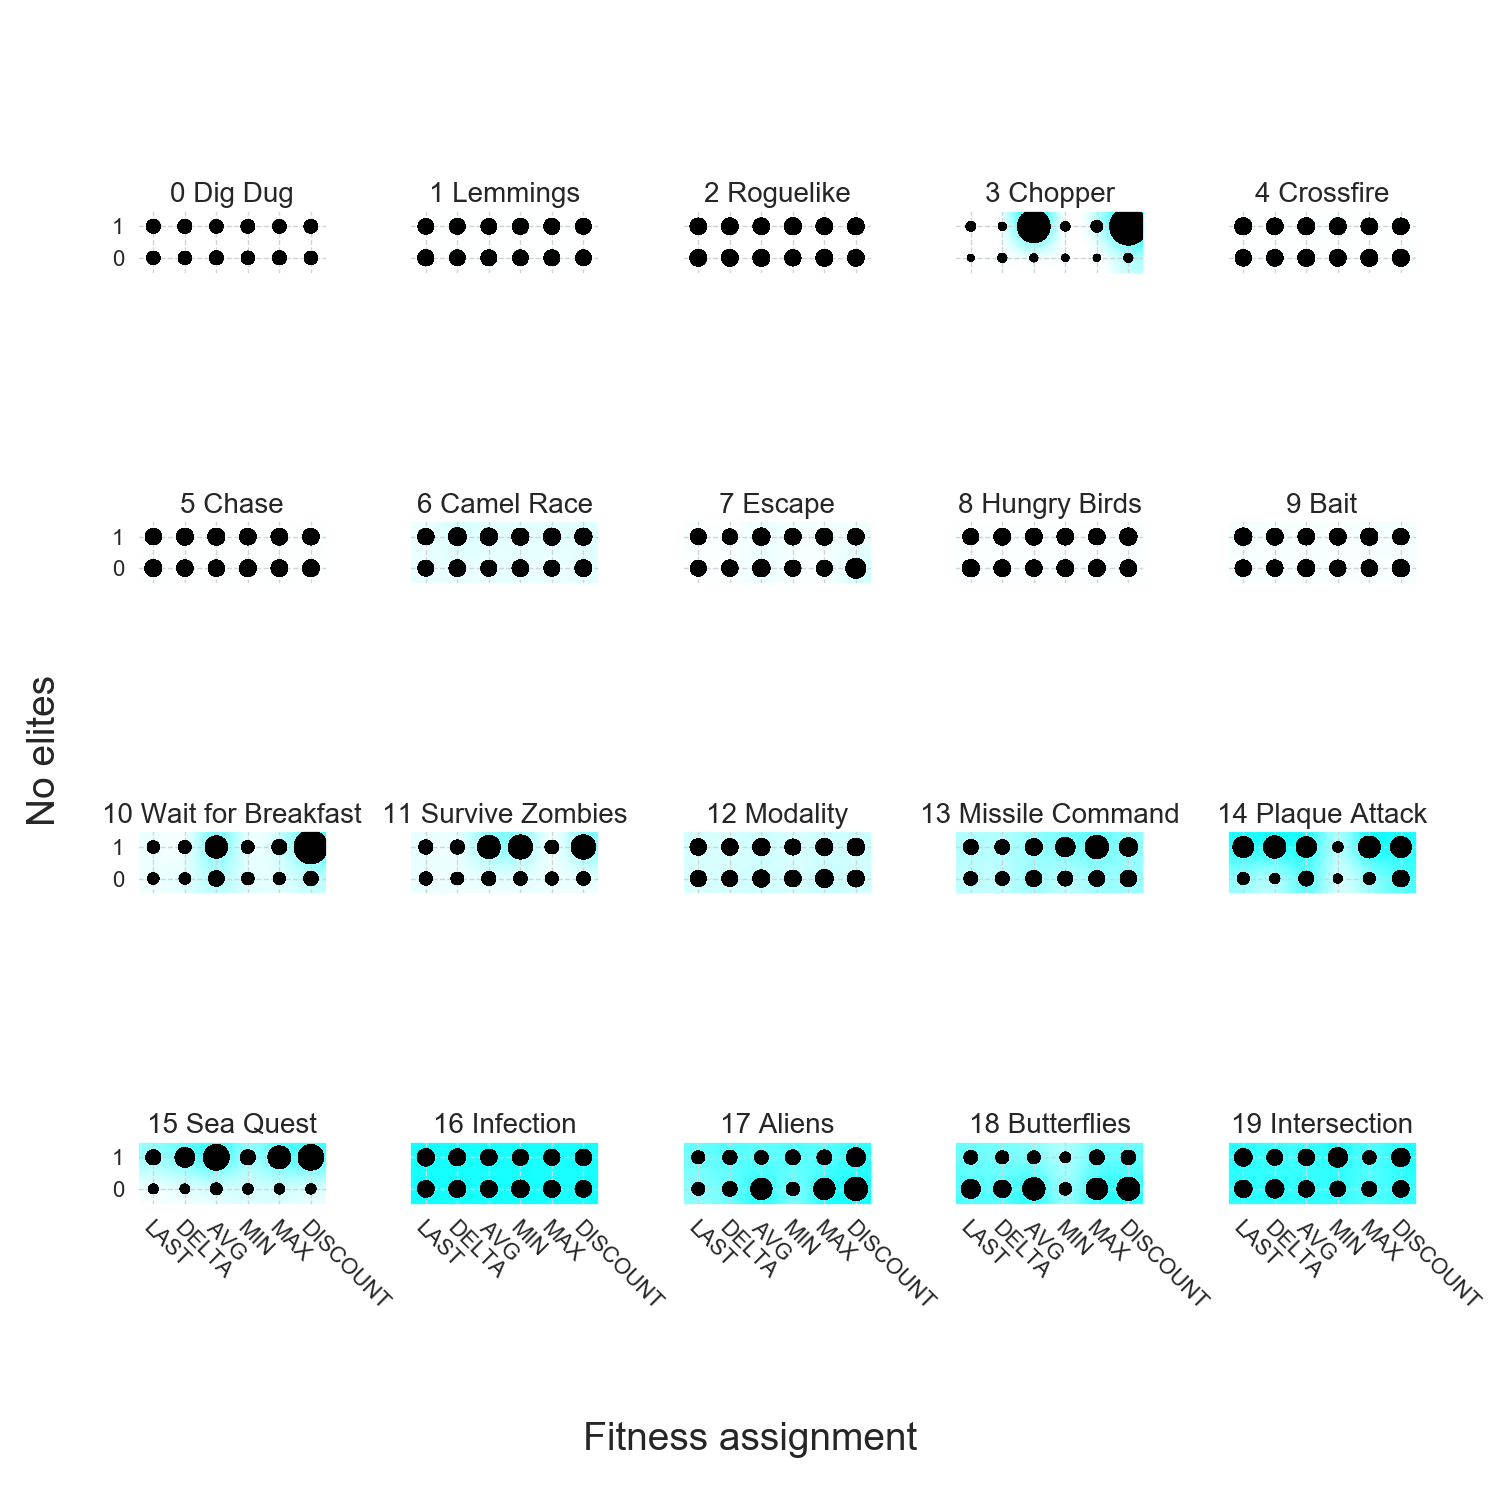 0 Dig Dug
1 Lemmings
2 Roguelike
3 Chopper
4 Crossfire
1
0
5 Chase
6 Camel Race
7 Escape
8 Hungry Birds
9 Bait
1
0
No elites
10 Wait for Breakfast
11 Survive Zombies
12 Modality
13 Missile Command
14 Plaque Attack
1
0
15 Sea Quest
16 Infection
17 Aliens
18 Butterflies
19 Intersection
1
0
LAST
DELTA
AVG
MIN
MAX
DISCOUNT
LAST
DELTA
AVG
MIN
MAX
DISCOUNT
LAST
DELTA
AVG
MIN
MAX
DISCOUNT
LAST
DELTA
AVG
MIN
MAX
DISCOUNT
LAST
DELTA
AVG
MIN
MAX
DISCOUNT
Fitness assignment